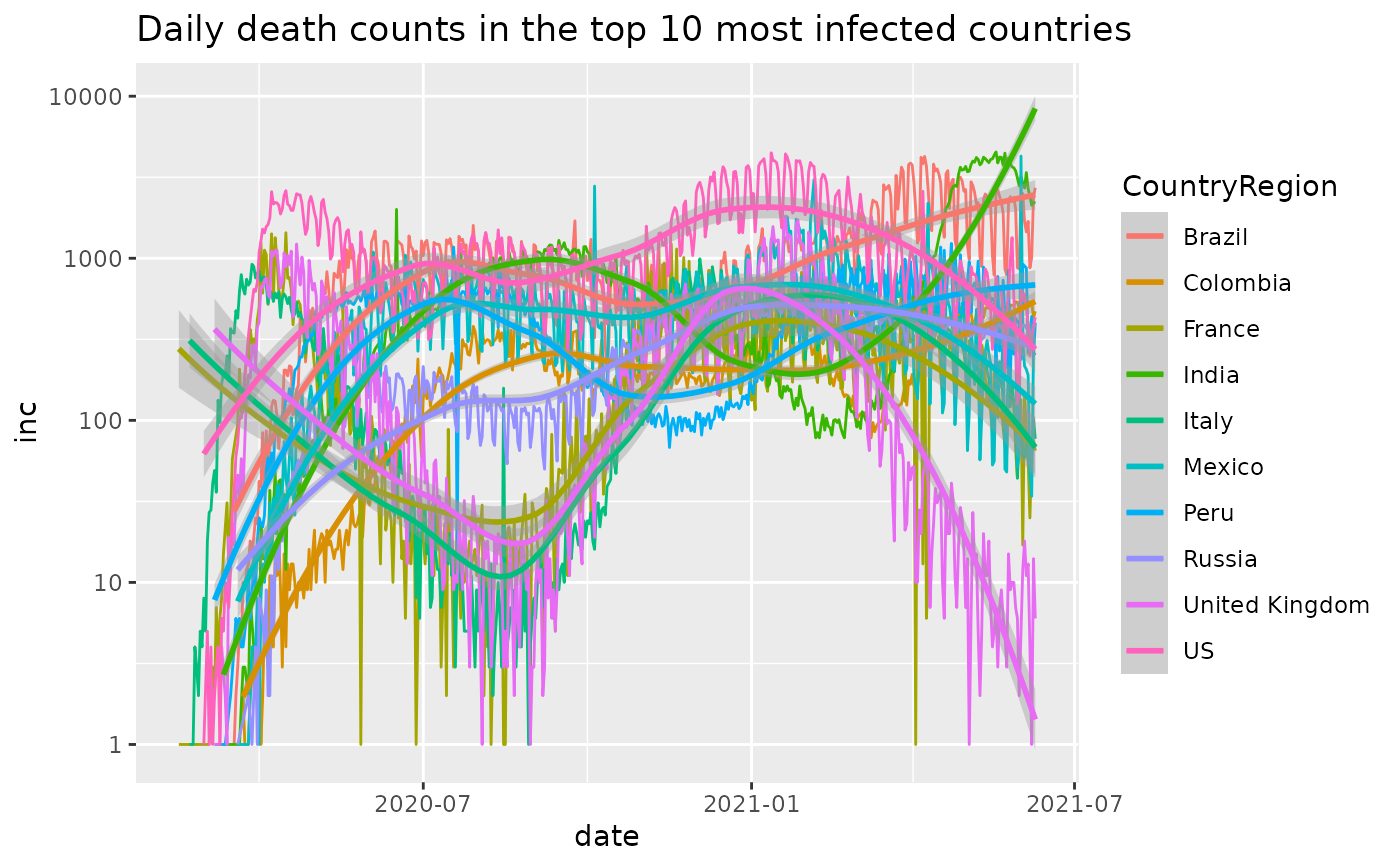 Daily death counts in the top 10 most infected countries
10000
1000
100
10
1
inc
2020-07
2021-01
2021-07
date
CountryRegion
Brazil
Colombia
France
India
Italy
Mexico
Peru
Russia
United Kingdom
US